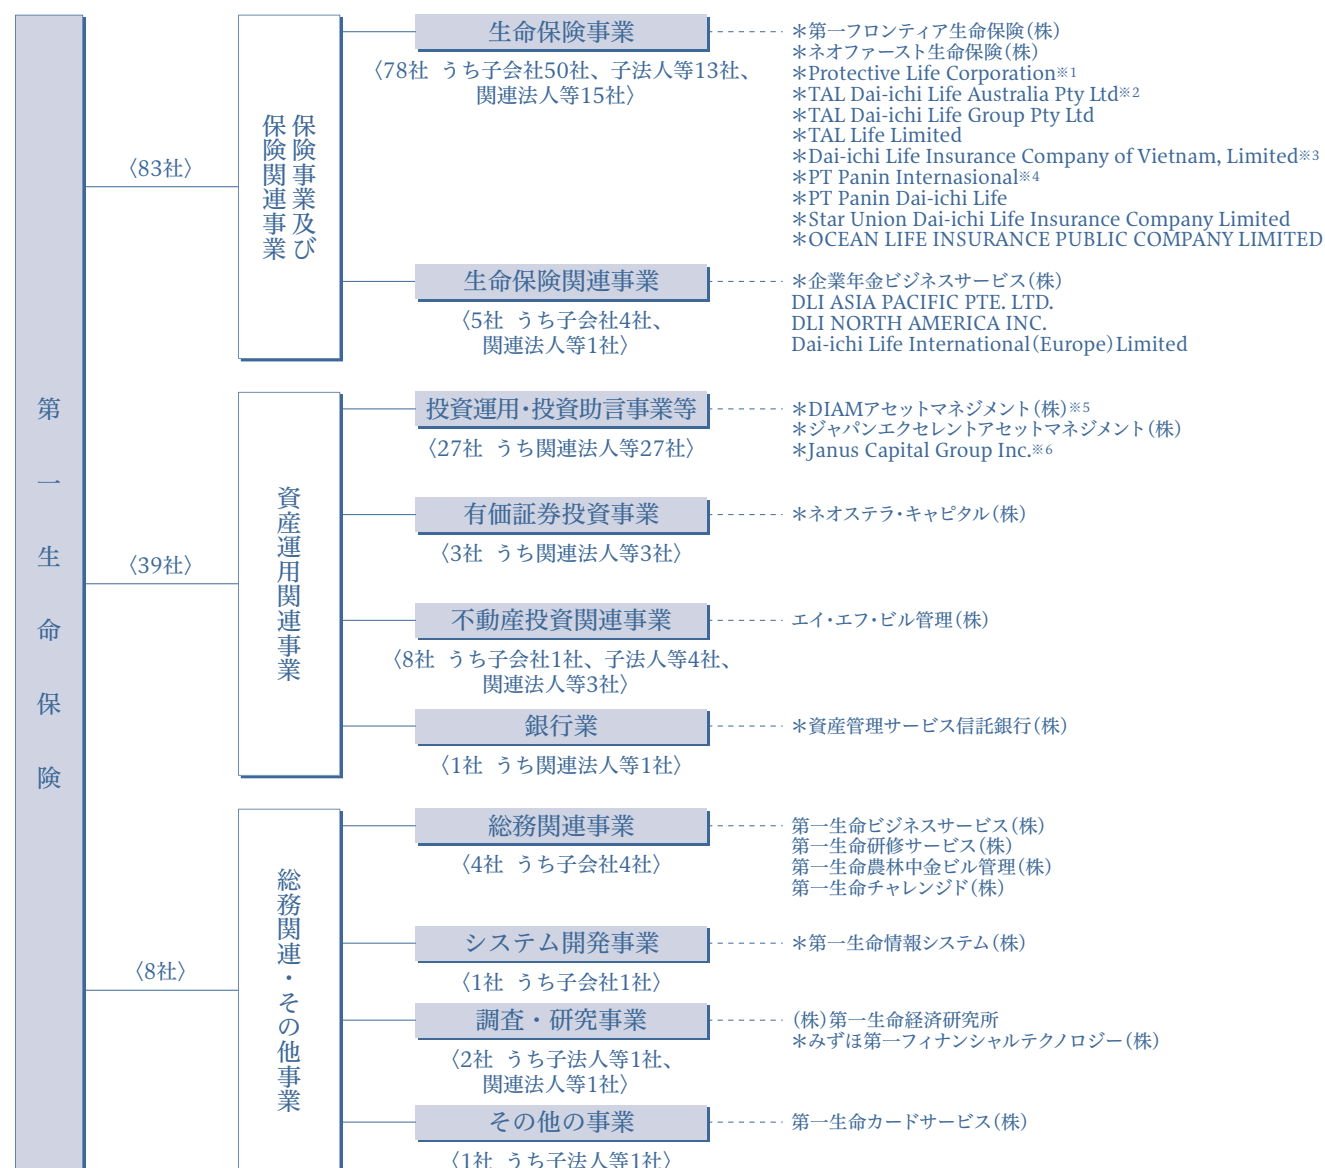 第一生命保険
〈83社〉
保険事業及び
保険関連事業
生命保険事業
〈78社 うち子会社50社、子法人等13社、
関連法人等15社〉
＊第一フロンティア生命保険（株）
＊ネオファースト生命保険（株）
＊Protective Life Corporation※1
＊TAL Dai-ichi Life Australia Pty Ltd※2
＊TAL Dai-ichi Life Group Pty Ltd
＊TAL Life Limited
＊Dai-ichi Life Insurance Company of Vietnam, Limited※3
＊PT Panin Internasional※4
＊PT Panin Dai-ichi Life
＊Star Union Dai-ichi Life Insurance Company Limited
＊OCEAN LIFE INSURANCE PUBLIC COMPANY LIMITED
生命保険関連事業
〈5社 うち子会社4社、
関連法人等1社〉
＊企業年金ビジネスサービス（株）
DLI ASIA PACIFIC PTE. LTD.
DLI NORTH AMERICA INC.
Dai-ichi Life International（Europe）Limited
〈39社〉
資産運用関連事業
投資運用・投資助言事業等
〈27社 うち関連法人等27社〉
＊DIAMアセットマネジメント（株）※5
＊ジャパンエクセレントアセットマネジメント（株）
＊Janus Capital Group Inc.※6
有価証券投資事業
〈3社 うち関連法人等3社〉
＊ネオステラ・キャピタル（株）
不動産投資関連事業
〈8社 うち子会社1社、子法人等4社、
関連法人等3社〉
エイ・エフ・ビル管理（株）
銀行業
〈1社 うち関連法人等1社〉
＊資産管理サービス信託銀行（株）
〈8社〉
総務関連・その他事業
総務関連事業
〈4社 うち子会社4社〉
第一生命ビジネスサービス（株）
第一生命研修サービス（株）
第一生命農林中金ビル管理（株）
第一生命チャレンジド（株）
システム開発事業
〈1社 うち子会社1社〉
＊第一生命情報システム（株）
調査・研究事業
〈2社 うち子法人等1社、
関連法人等1社〉
（株）第一生命経済研究所
＊みずほ第一フィナンシャルテクノロジー（株）
その他の事業
〈1社 うち子法人等1社〉
第一生命カードサービス（株）